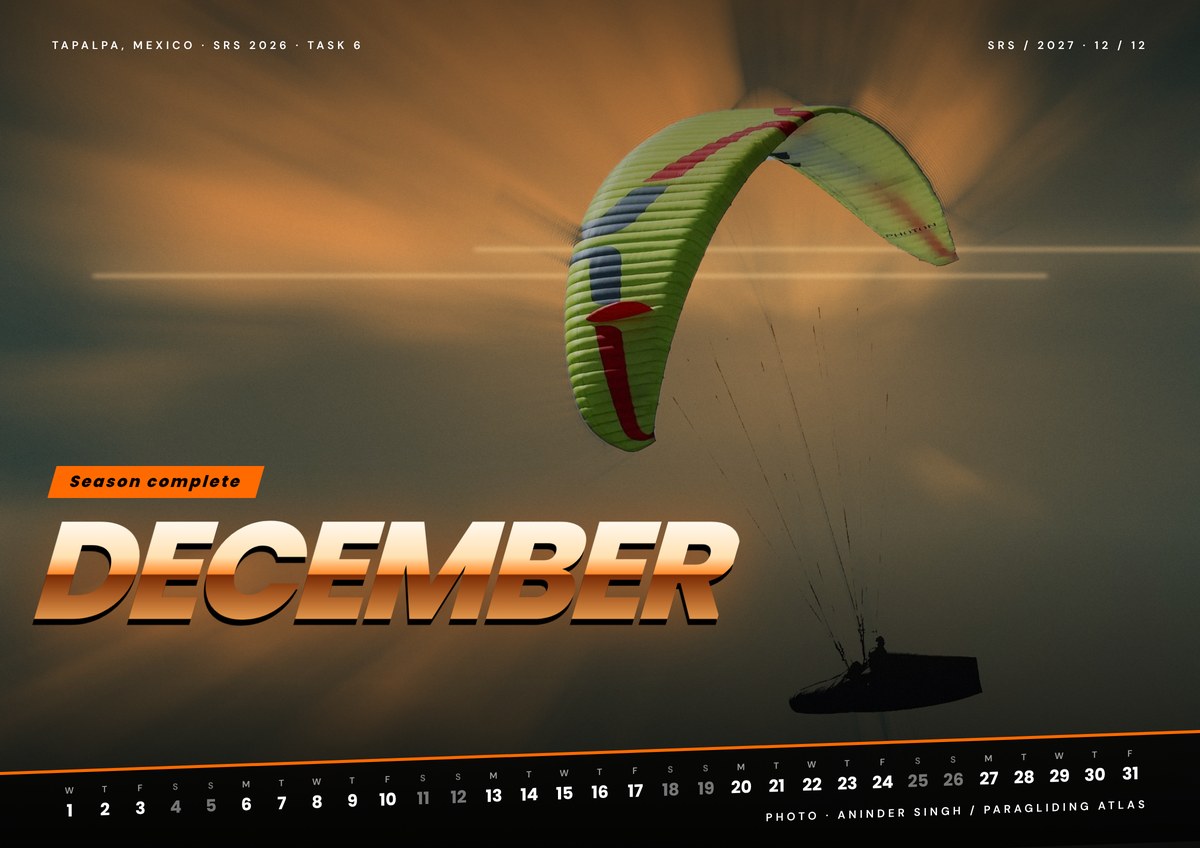 TAPALPA, MEXICO · SRS 2026 · TASK 6
SRS / 2027 · 12 / 12
PHOTON
Season complete
DECEMBER
W T F S S M T W T F S S M T W T F S S M T W T F S S M T W T F
1 2 3 4 5 6 7 8 9 10 11 12 13 14 15 16 17 18 19 20 21 22 23 24 25 26 27 28 29 30 31
PHOTO · ANINDER SINGH / PARAGLIDING ATLAS